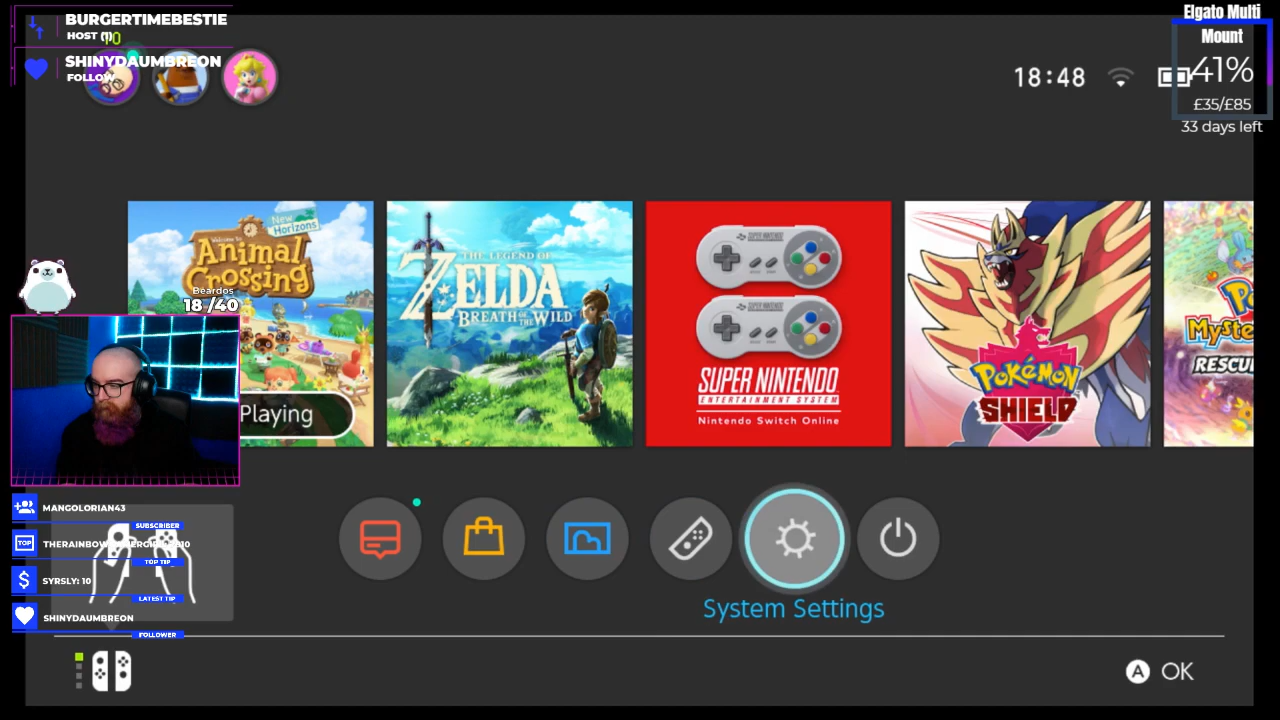 BURGERTIMEBESTIE
HOST (1)
SHINYDAUMBREON
FOLLOW
18:48
Elgato Multi
Mount
41%
£35/£85
33 days left
Welcome to
Animal
Crossing
New
Horizons
Playing
THE LEGEND OF
ZELDA
BREATH OF THE WILD
SUPER NINTENDO
ENTERTAINMENT SYSTEM
Nintendo Switch Online
POKÉMON
SHIELD
Beardos
18 /40
MANGOLORIAN43
SUBSCRIBER
TOP
TOP TIP
SYRSLY: 10
LATEST TIP
SHINYDAUMBREON
FOLLOWER
System Settings
A OK